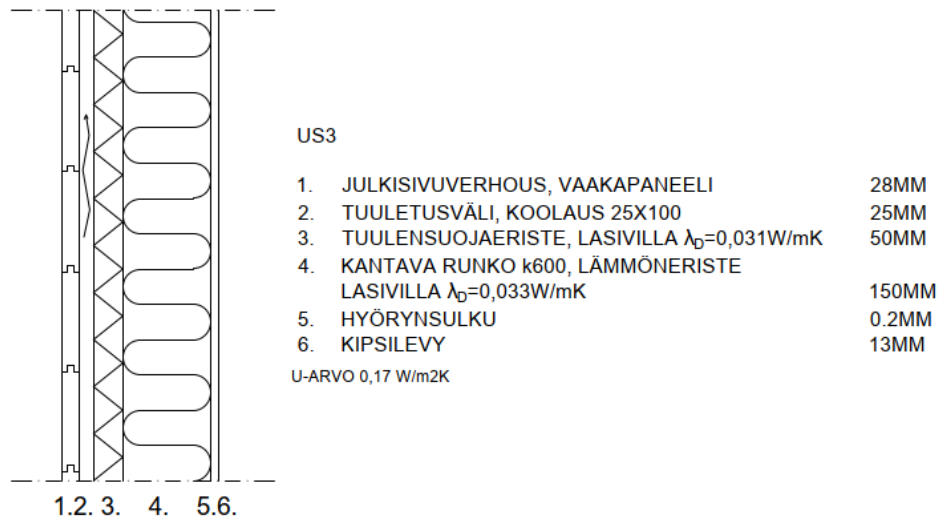 US3
1. JULKISIVUVERHOUS, VAAKAPANEELI 28MM
2. TUULETUSVÄLI, KOOLAUS 25X100 25MM
3. TUULENSUOJAERISTE, LASIVILLA λD=0,031W/mK 50MM
4. KANTAVA RUNKO k600, LÄMMÖNERISTE
LASIVILLA λD=0,033W/mK 150MM
5. HYÖRYNSULKU 0.2MM
6. KIPSILEVY 13MM
U-ARVO 0,17 W/m2K
1.2. 3. 4. 5.6.